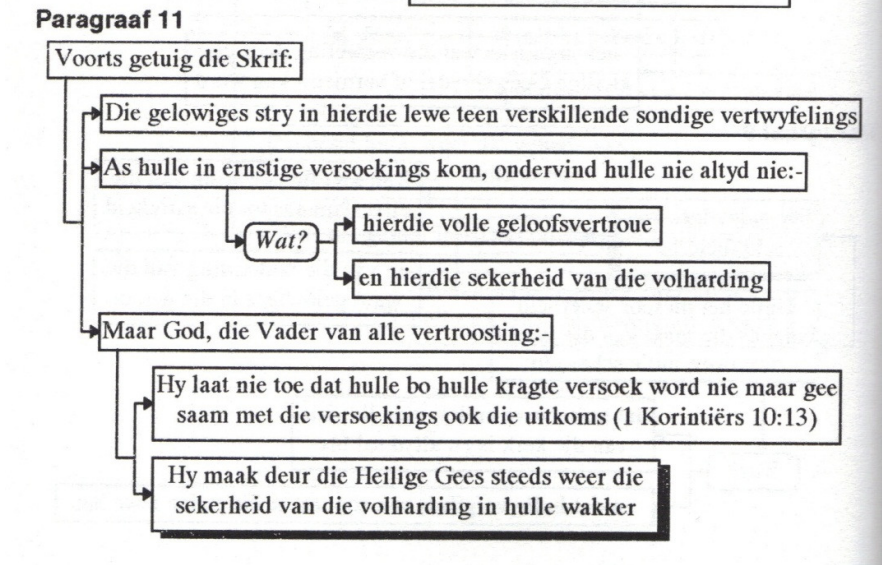 Paragraaf 11
Voorts getuig die Skrif:
Die gelowiges stry in hierdie lewe teen verskillende sondige vertwyfelings
As hulle in ernstige versoekings kom, ondervind hulle nie altyd nie:-
Wat?
hierdie volle geloofsvertroue
en hierdie sekerheid van die volharding
Maar God, die Vader van alle vertroosting:-
Hy laat nie toe dat hulle bo hulle kragte versoek word nie maar gee
saam met die versoekings ook die uitkoms (1 Korintiërs 10:13)
Hy maak deur die Heilige Gees steeds weer die
sekerheid van die volharding in hulle wakker